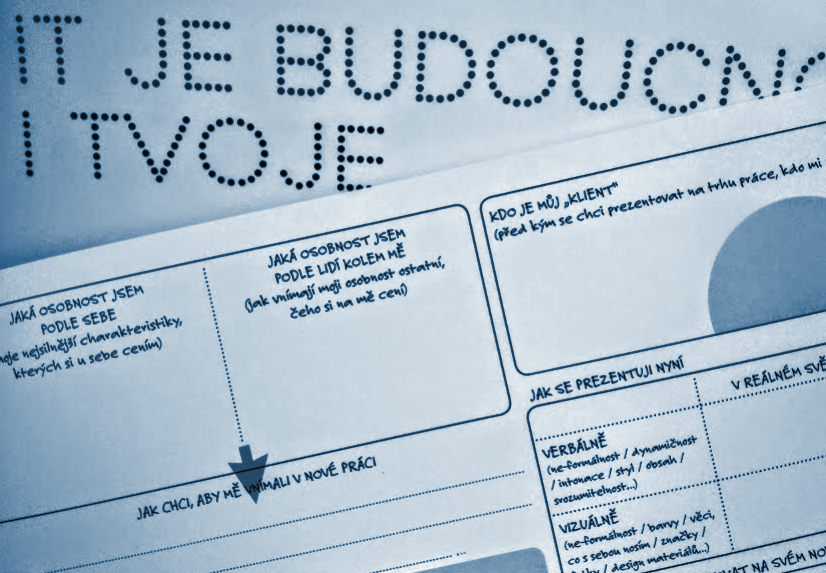 IT JE BUDOUCN
I TVOJE
JAKÁ OSOBNOST JSEM
PODLE SEBE
moje nejsilnější charakteristiky,
kterých si u sebe cením)
JAKÁ OSOBNOST JSEM
PODLE LIDÍ KOLEM MĚ
(jak vnímají moji osobnost ostatní,
čeho si na mě cení)
JAK CHCI, ABY MĚ VNÍMALI V NOVÉ PRÁCI
KDO JE MŮJ „KLIENT"
(před kým se chci prezentovat na trhu práce, kdo mi
JAK SE PREZENTUJI NYNÍ
V REÁLNÉM SVĚ
VERBÁLNĚ
(ne-formálnost / dynamičnost
/ intonace / styl / obsah /
srozumitelnost...)
VIZUÁLNĚ
(ne-formálnost / barvy / věci,
co s sebou nosím / značky /
/ design materiálů...)
VAT NA SVÉM NO